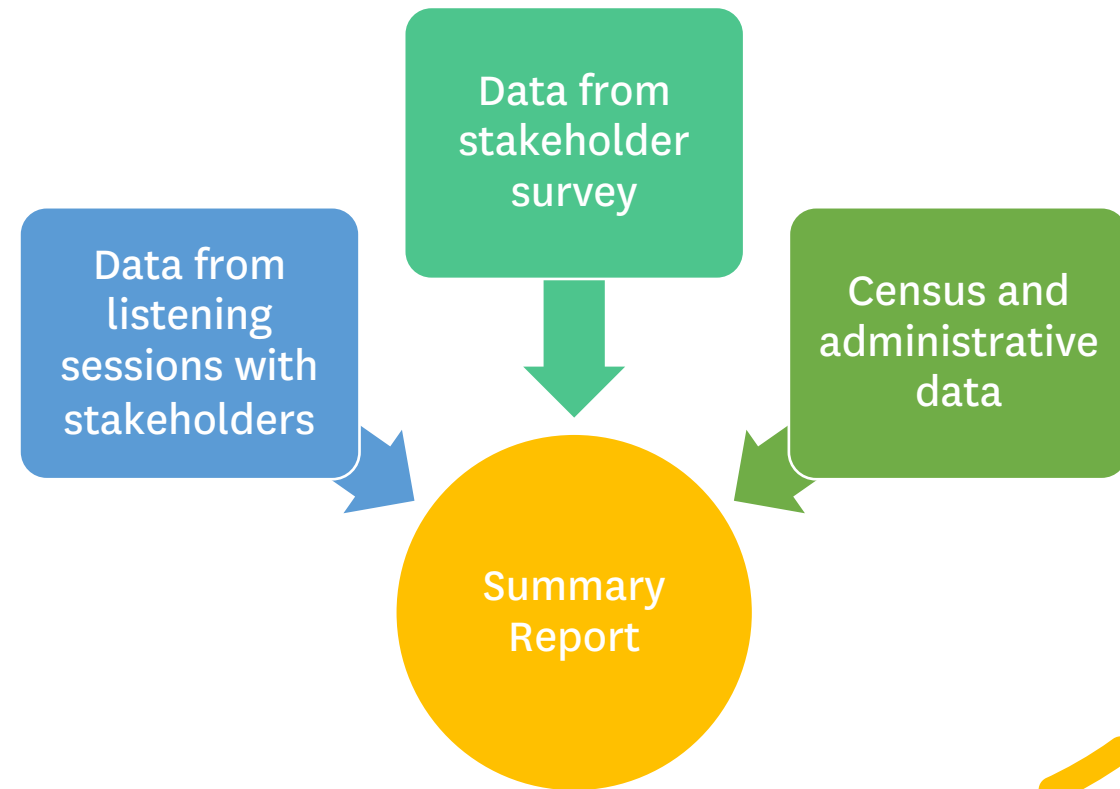 Data from
stakeholder
survey
Data from
listening
sessions with
stakeholders
Census and
administrative
data
Summary
Report